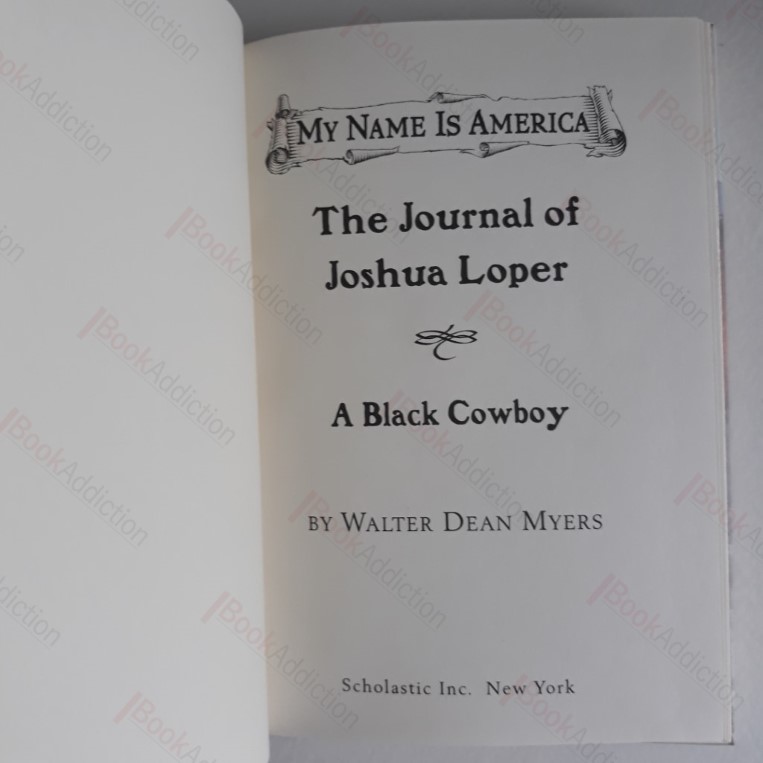 MY NAME IS AMERICA
The Journal of
Joshua Loper
A Black Cowboy
BY WALTER DEAN MYERS
Scholastic Inc. New York
BookAddiction